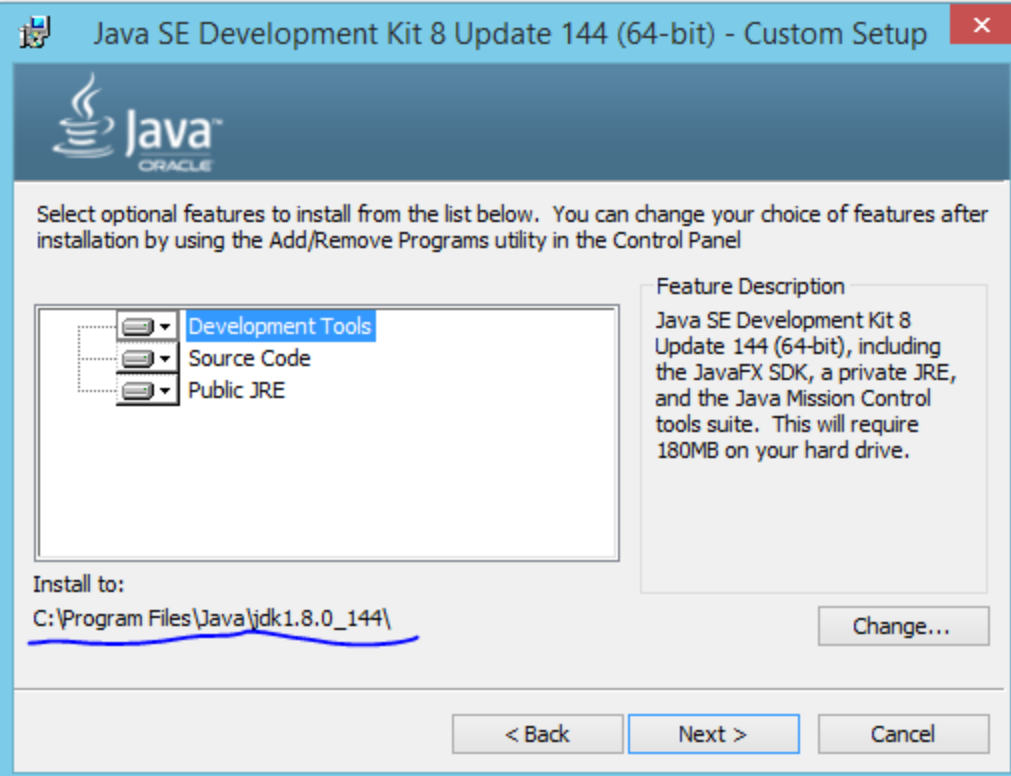 Java SE Development Kit 8 Update 144 (64-bit) - Custom Setup
Java™
ORACLE
Select optional features to install from the list below.  You can change your choice of features after
installation by using the Add/Remove Programs utility in the Control Panel
Development Tools
Source Code
Public JRE
Feature Description
Java SE Development Kit 8
Update 144 (64-bit), including
the JavaFX SDK, a private JRE,
and the Java Mission Control
tools suite.  This will require
180MB on your hard drive.
Install to:
C:\Program Files\Java\jdk1.8.0_144\
Change...
< Back
Next >
Cancel